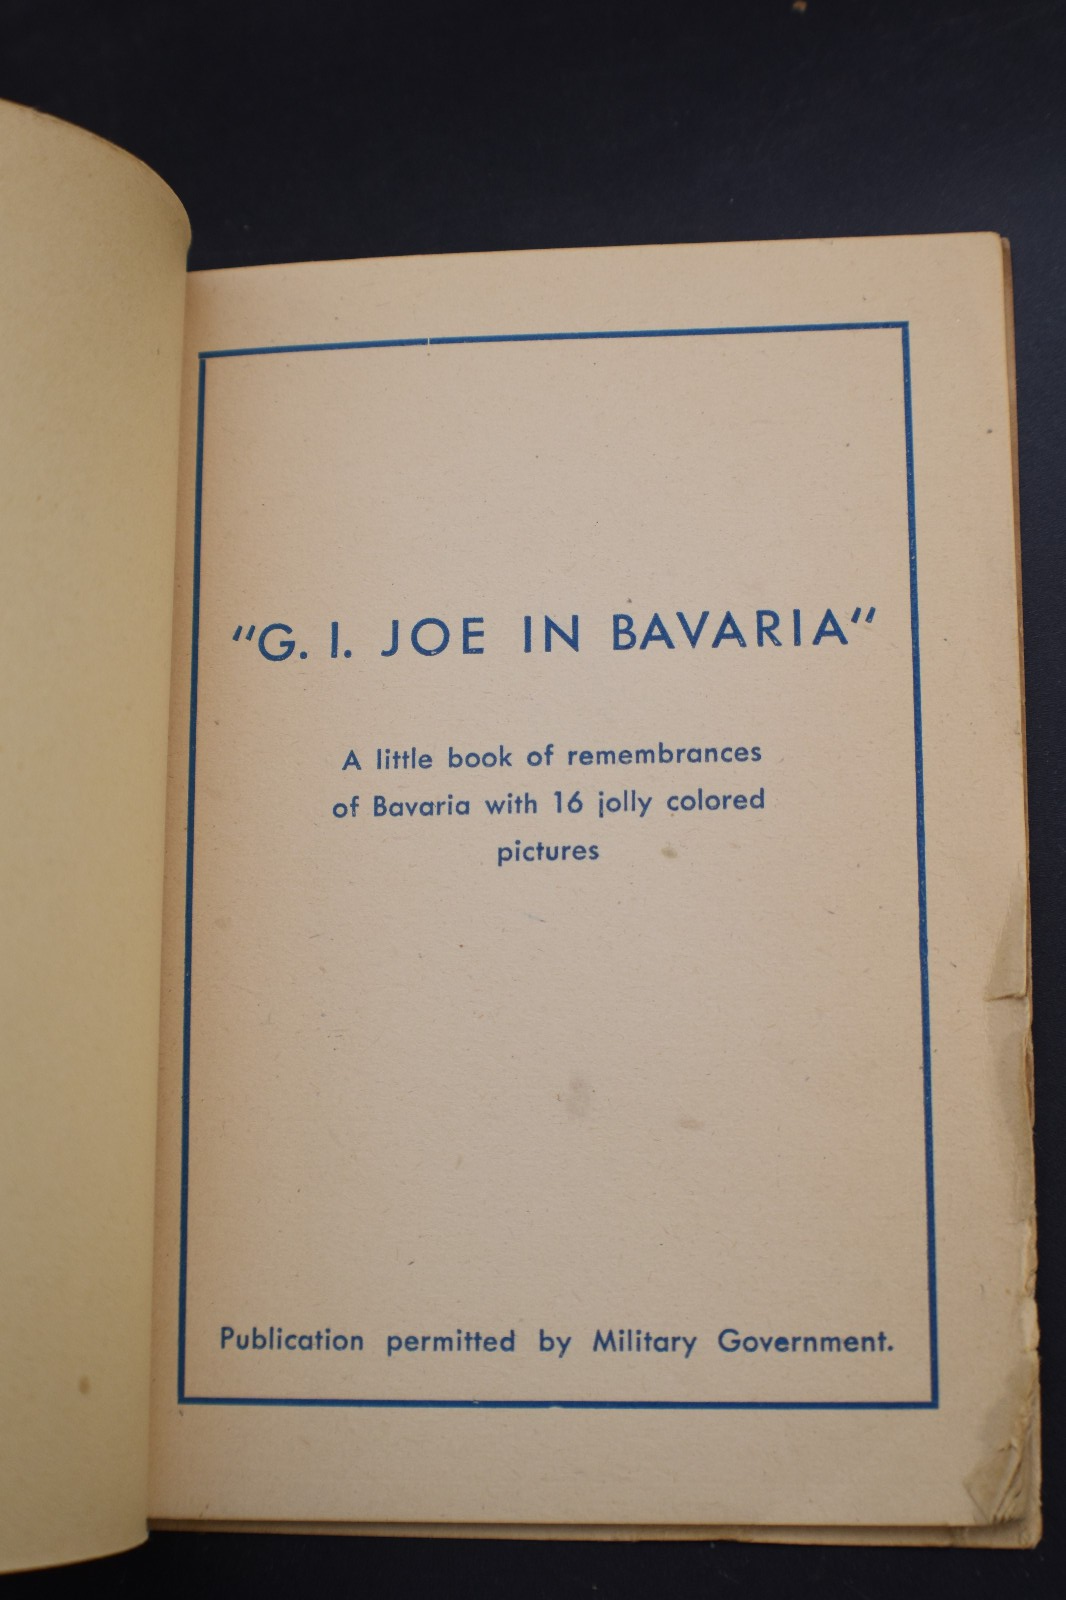 "G. I. JOE IN BAVARIA"
A little book of remembrances
of Bavaria with 16 jolly colored
pictures
Publication permitted by Military Government.